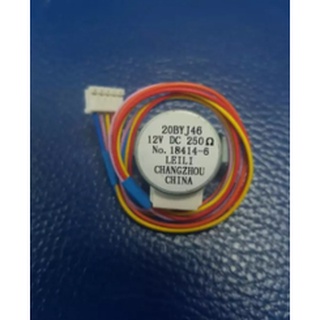 20BYJ46
12V DC 250Ω
No.18414-6
LEILI
CHANGZHOU
CHINA